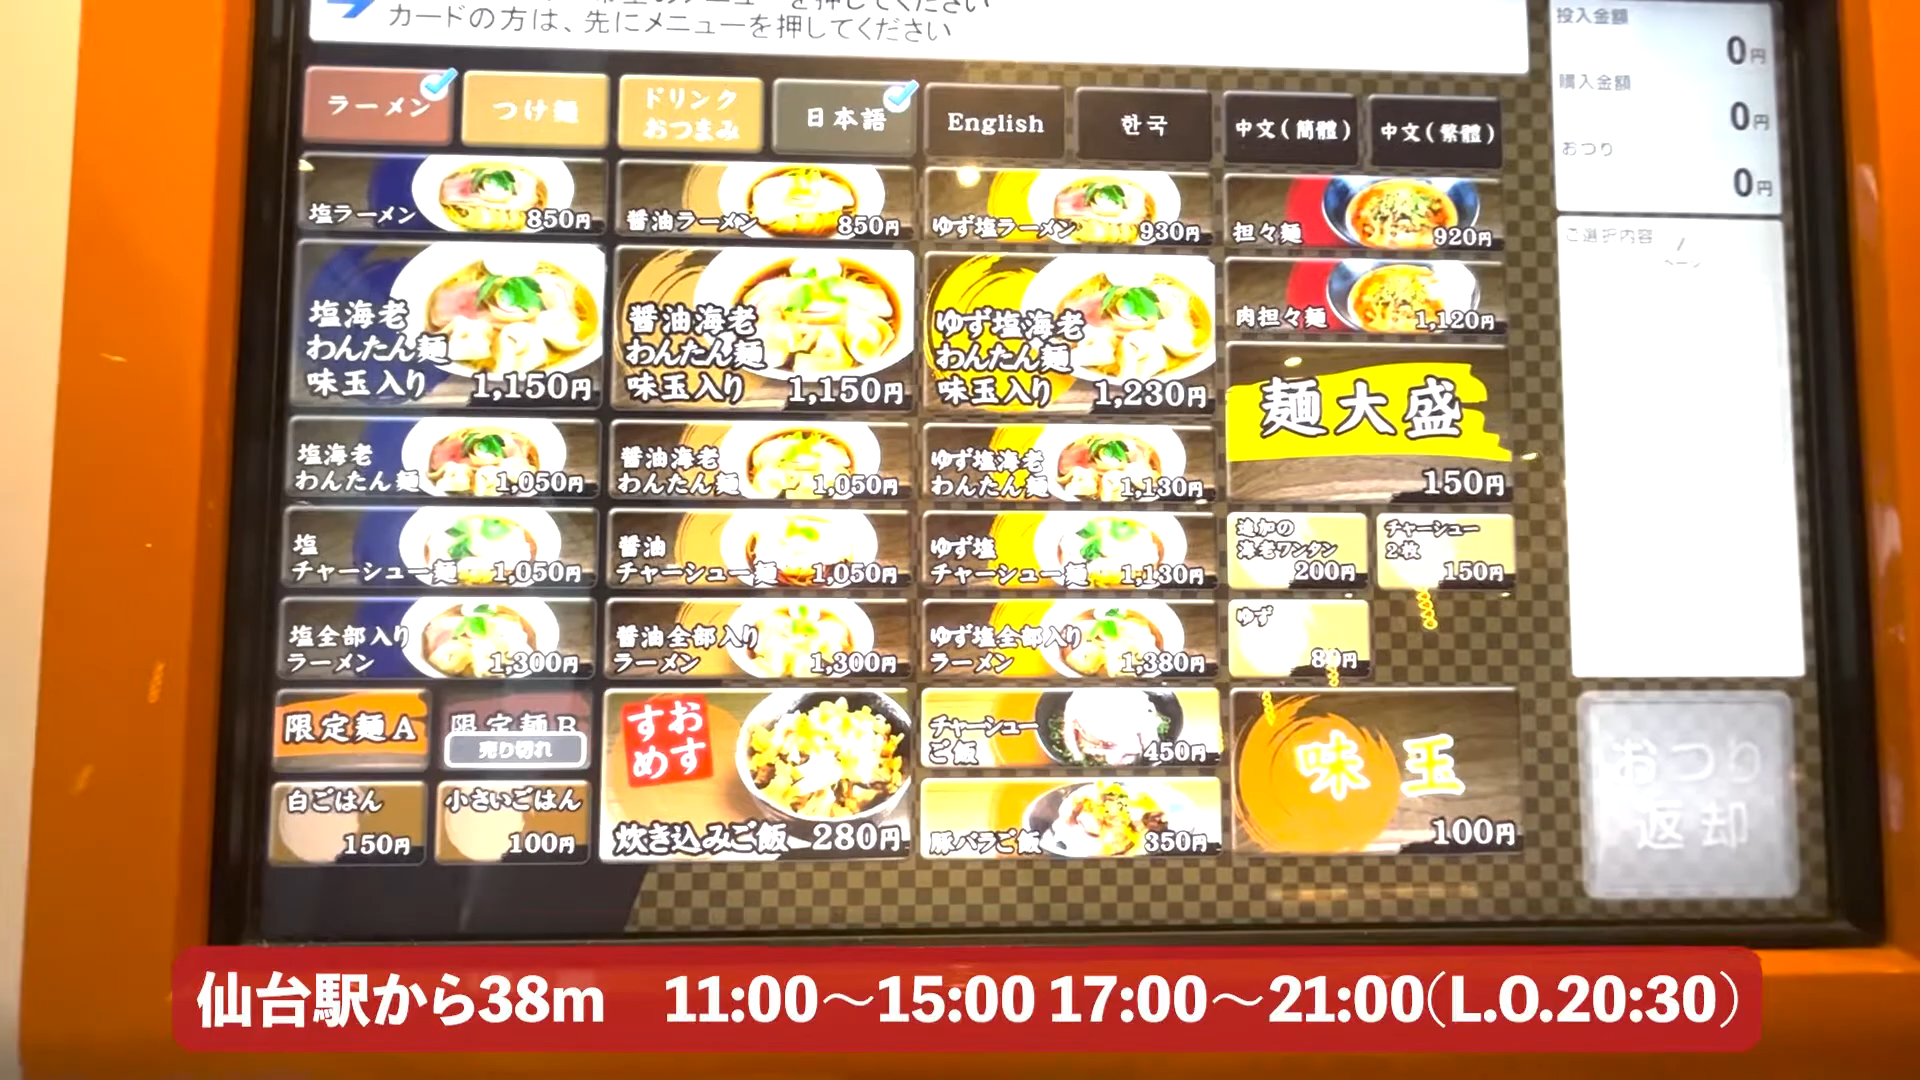 カードの方は、先にメニューを押してください
投入金額
0円
購入金額
0円
おつり
0円
ご選択内容
ラーメン
つけ麺
ドリンク
おつまみ
日本語
English
한국
中文(簡體)
中文(繁體)
塩ラーメン 850円
醤油ラーメン 850円
ゆず塩ラーメン 930円
担々麺 920円
塩海老
わんたん麺
味玉入り 1,150円
醤油海老
わんたん麺
味玉入り 1,150円
ゆず塩海老
わんたん麺
味玉入り 1,230円
肉担々麺 1,120円
麺大盛
150円
塩海老
わんたん麺 1,050円
醤油海老
わんたん麺 1,050円
ゆず塩海老
わんたん麺 1,130円
塩
チャーシュー麺 1,050円
醤油
チャーシュー麺 1,050円
ゆず塩
チャーシュー麺 1,130円
追加の
海老ワンタン
200円
チャーシュー
2枚
150円
塩全部入り
ラーメン 1,300円
醤油全部入り
ラーメン 1,300円
ゆず塩全部入り
ラーメン 1,380円
ゆず
限定麺A
限定麺B
売り切れ
おすすめ
炊き込みご飯 280円
チャーシュー
ご飯 450円
味玉
100円
白ごはん
150円
小さいごはん
100円
豚バラご飯 350円
おつり
返却
仙台駅から38m 11:00～15:00 17:00～21:00(L.O.20:30)